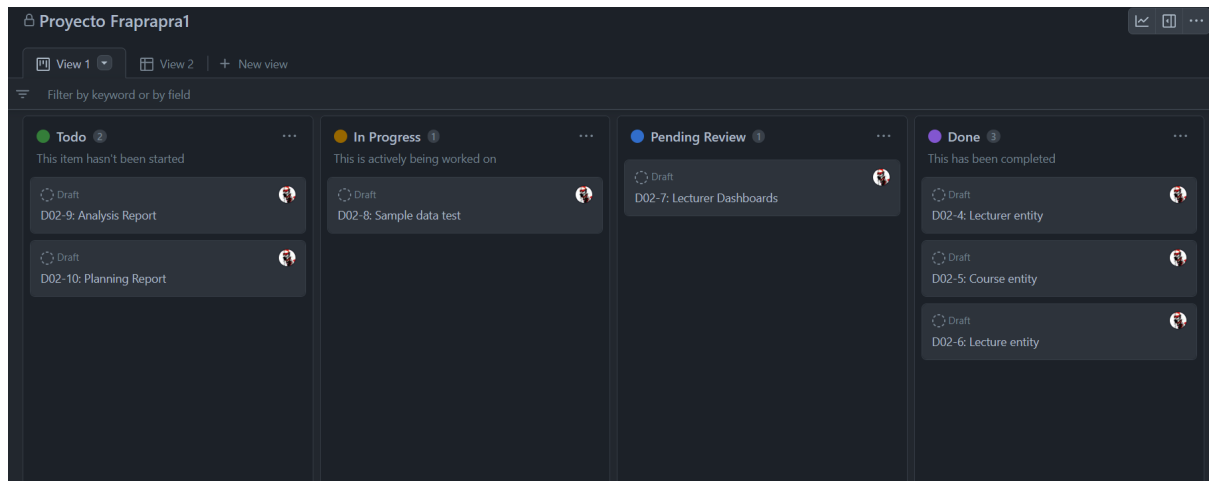 Proyecto Fraprapra1
View 1
View 2
New view
Filter by keyword or by field
Todo 2
This item hasn't been started
Draft
D02-9: Analysis Report
Draft
D02-10: Planning Report
In Progress 1
This is actively being worked on
Draft
D02-8: Sample data test
Pending Review 1
Draft
D02-7: Lecturer Dashboards
Done 3
This has been completed
Draft
D02-4: Lecturer entity
Draft
D02-5: Course entity
Draft
D02-6: Lecture entity